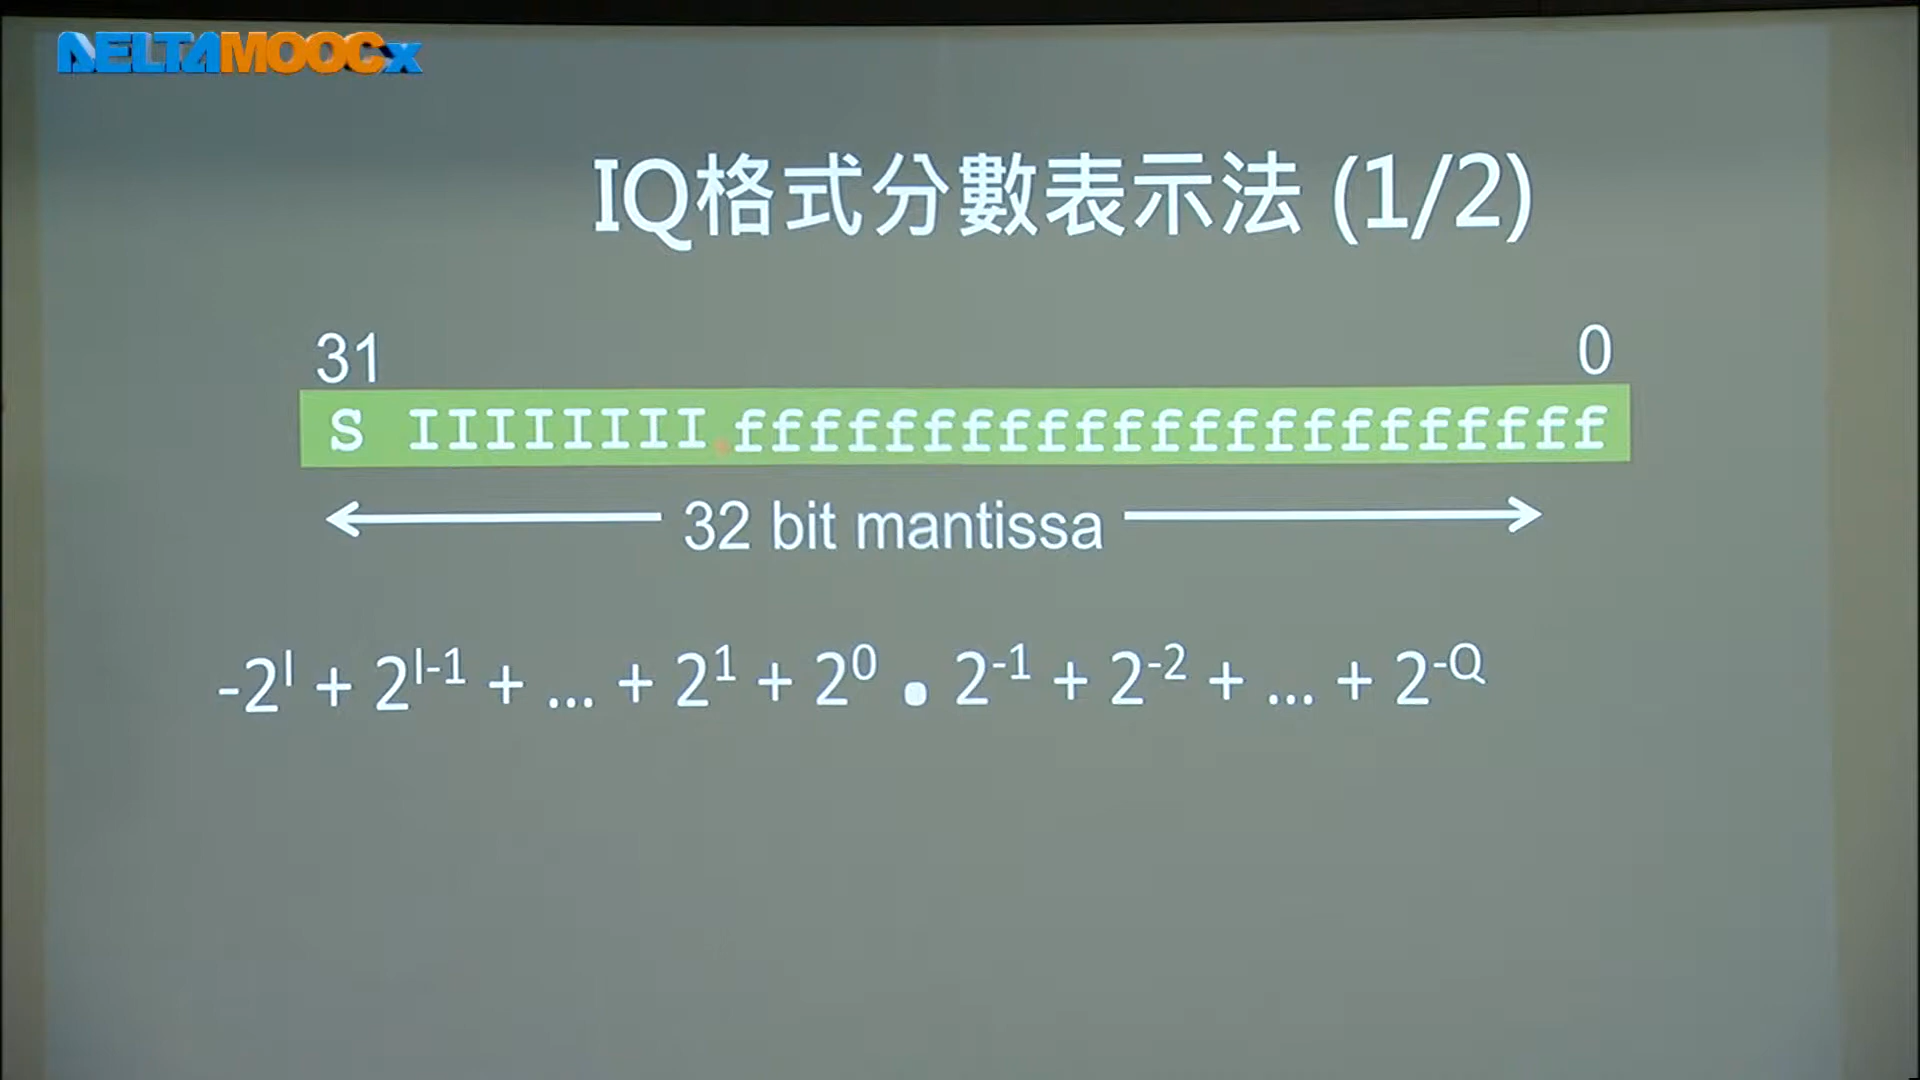 DELTAMOOCx
IQ格式分數表示法 (1/2)
31 0
S IIIIIIII.fffffffffffffffffffffff
32 bit mantissa
-2^I + 2^I-1 + ... + 2^1 + 2^0 . 2^-1 + 2^-2 + ... + 2^-Q